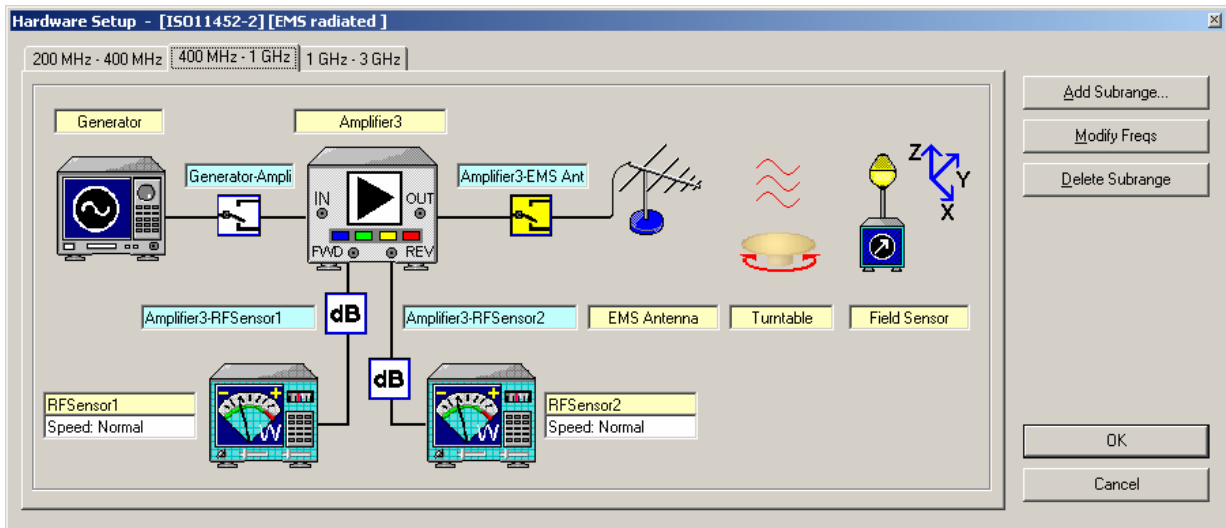 Hardware Setup - [ISO11452-2] [EMS radiated ]
200 MHz - 400 MHz
400 MHz - 1 GHz
1 GHz - 3 GHz
Add Subrange...
Modify Freqs
Delete Subrange
Generator
Amplifier3
Generator-Ampli
Amplifier3-EMS Ant
IN
OUT
FWD
REV
Z
Y
X
Amplifier3-RFSensor1
dB
Amplifier3-RFSensor2
EMS Antenna
Turntable
Field Sensor
dB
RFSensor1
Speed: Normal
- +
W
- +
W
RFSensor2
Speed: Normal
OK
Cancel